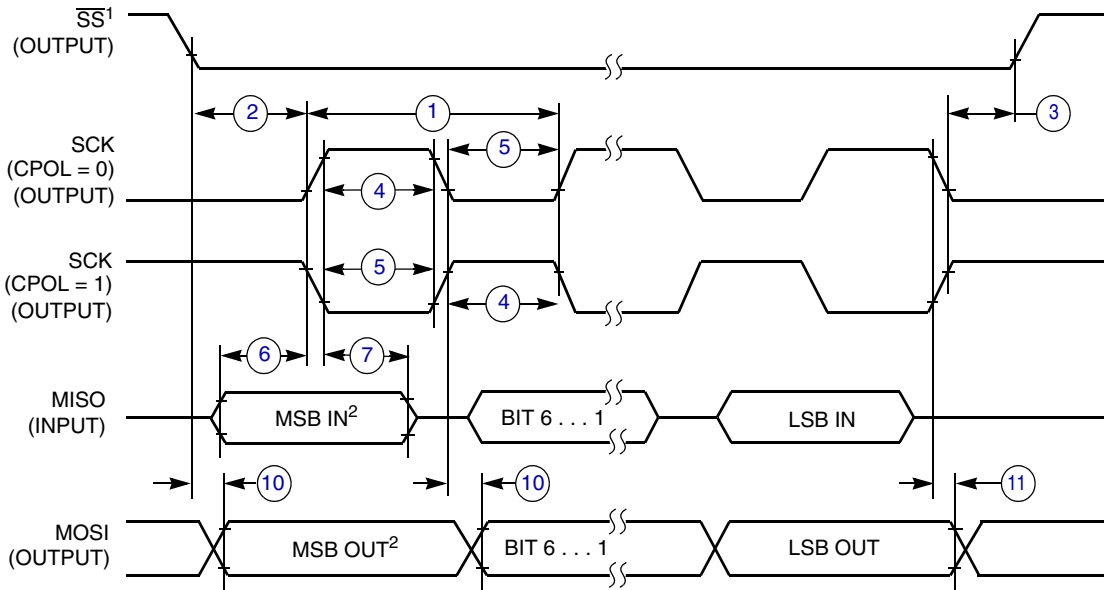 SS¹
(OUTPUT)
2
1
3
SCK
(CPOL = 0)
(OUTPUT)
5
4
SCK
(CPOL = 1)
(OUTPUT)
5
4
6
7
MISO
(INPUT)
MSB IN²
BIT 6 . . . 1
LSB IN
10
10
11
MOSI
(OUTPUT)
MSB OUT²
BIT 6 . . . 1
LSB OUT